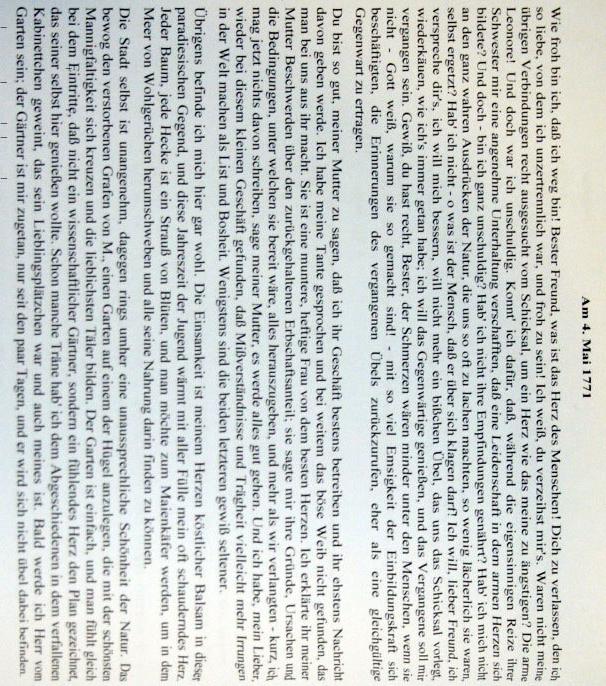 Am 4. Mai 1771
Wie froh bin ich, daß ich weg bin! Bester Freund, was ist das Herz des Menschen! Dich zu verlassen, den ich
so liebe, von dem ich unzertrennlich war, und froh zu sein! Ich weiß, du verzeihst mir's. Waren nicht meine
übrigen Verbindungen recht ausgesucht vom Schicksal, um ein Herz wie das meine zu ängstigen? Die arme
Leonore! Und doch war ich unschuldig. Konnt' ich dafür, daß, während die eigensinnigen Reize ihrer
Schwester mir eine angenehme Unterhaltung verschafften, daß eine Leidenschaft in dem armen Herzen sich
bildete? Und doch - bin ich ganz unschuldig? Hab' ich nicht ihre Empfindungen genährt? Hab' ich mich nicht
an den ganz wahren Ausdrücken der Natur, die uns so oft zu lachen machten, so wenig lächerlich sie waren,
selbst ergetzt? Hab' ich nicht - o was ist der Mensch, daß er über sich klagen darf! Ich will, lieber Freund, ich
verspreche dir's, ich will mich bessern, will nicht mehr ein bißchen Übel, das uns das Schicksal vorlegt,
wiederkäuen, wie ich's immer getan habe; ich will das Gegenwärtige genießen, und das Vergangene soll mir
vergangen sein. Gewiß, du hast recht, Bester, der Schmerzen wären minder unter den Menschen, wenn sie
nicht - Gott weiß, warum sie so gemacht sind! - mit so viel Emsigkeit der Einbildungskraft sich
beschäftigten, die Erinnerungen des vergangenen Übels zurückzurufen, eher als eine gleichgültige
Gegenwart zu ertragen.
Du bist so gut, meiner Mutter zu sagen, daß ich ihr Geschäft bestens betreiben und ihr ehstens Nachricht
davon geben werde. Ich habe meine Tante gesprochen und bei weitem das böse Weib nicht gefunden, das
man bei uns aus ihr macht. Sie ist eine muntere, heftige Frau von dem besten Herzen. Ich erklärte ihr meiner
Mutter Beschwerden über den zurückgehaltenen Erbschaftsanteil; sie sagte mir ihre Gründe, Ursachen und
die Bedingungen, unter welchen sie bereit wäre, alles herauszugeben, und mehr als wir verlangten - kurz, ich
mag jetzt nichts davon schreiben, sage meiner Mutter, es werde alles gut gehen. Und ich habe, mein Lieber,
wieder bei diesem kleinen Geschäft gefunden, daß Mißverständnisse und Trägheit vielleicht mehr Irrungen
in der Welt machen als List und Bosheit. Wenigstens sind die beiden letzteren gewiß seltener.
Übrigens befinde ich mich hier gar wohl. Die Einsamkeit ist meinem Herzen köstlicher Balsam in dieser
paradiesischen Gegend, und diese Jahreszeit der Jugend wärmt mit aller Fülle mein oft schauderndes Herz.
Jeder Baum, jede Hecke ist ein Strauß von Blüten, und man möchte zum Maienkäfer werden, um in dem
Meer von Wohlgerüchen herumschweben und alle seine Nahrung darin finden zu können.
Die Stadt selbst ist unangenehm, dagegen rings umher eine unaussprechliche Schönheit der Natur. Das
bewog den verstorbenen Grafen von M., einen Garten auf einem der Hügel anzulegen, die mit der schönsten
Mannigfaltigkeit sich kreuzen und die lieblichsten Täler bilden. Der Garten ist einfach, und man fühlt gleich
bei dem Eintritte, daß nicht ein wissenschaftlicher Gärtner, sondern ein fühlendes Herz den Plan gezeichnet,
das seiner selbst hier genießen wollte. Schon manche Träne hab' ich dem Abgeschiedenen in dem verfallenen
Kabinettchen geweint, das sein Lieblingsplätzchen war und auch meines ist. Bald werde ich Herr vom
Garten sein; der Gärtner ist mir zugetan, nur seit den paar Tagen, und er wird sich nicht übel dabei befinden.